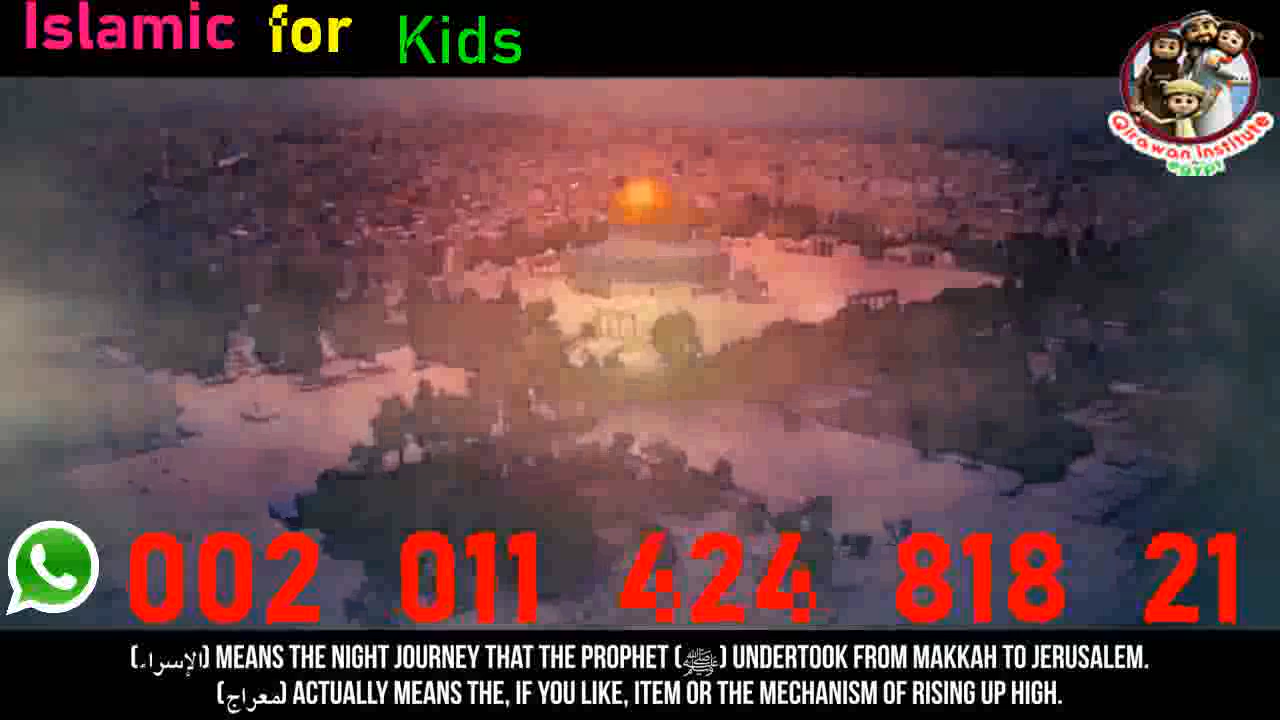 Islamic for Kids
Qirawan Institute
egypt
002 011 424 818 21
(الإسراء) MEANS THE NIGHT JOURNEY THAT THE PROPHET (ﷺ) UNDERTOOK FROM MAKKAH TO JERUSALEM.
(معراج) ACTUALLY MEANS THE, IF YOU LIKE, ITEM OR THE MECHANISM OF RISING UP HIGH.